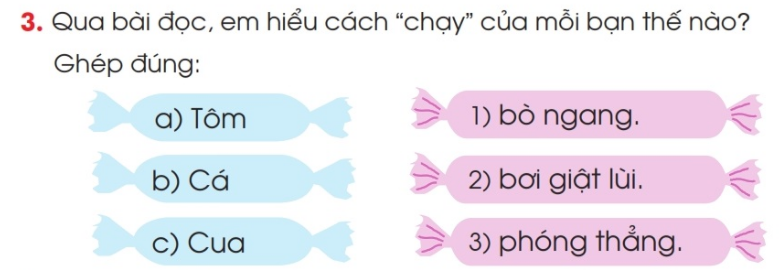 3. Qua bài đọc, em hiểu cách “chạy” của mỗi bạn thế nào?
Ghép đúng:
a) Tôm
1) bò ngang.
b) Cá
2) bơi giật lùi.
c) Cua
3) phóng thẳng.